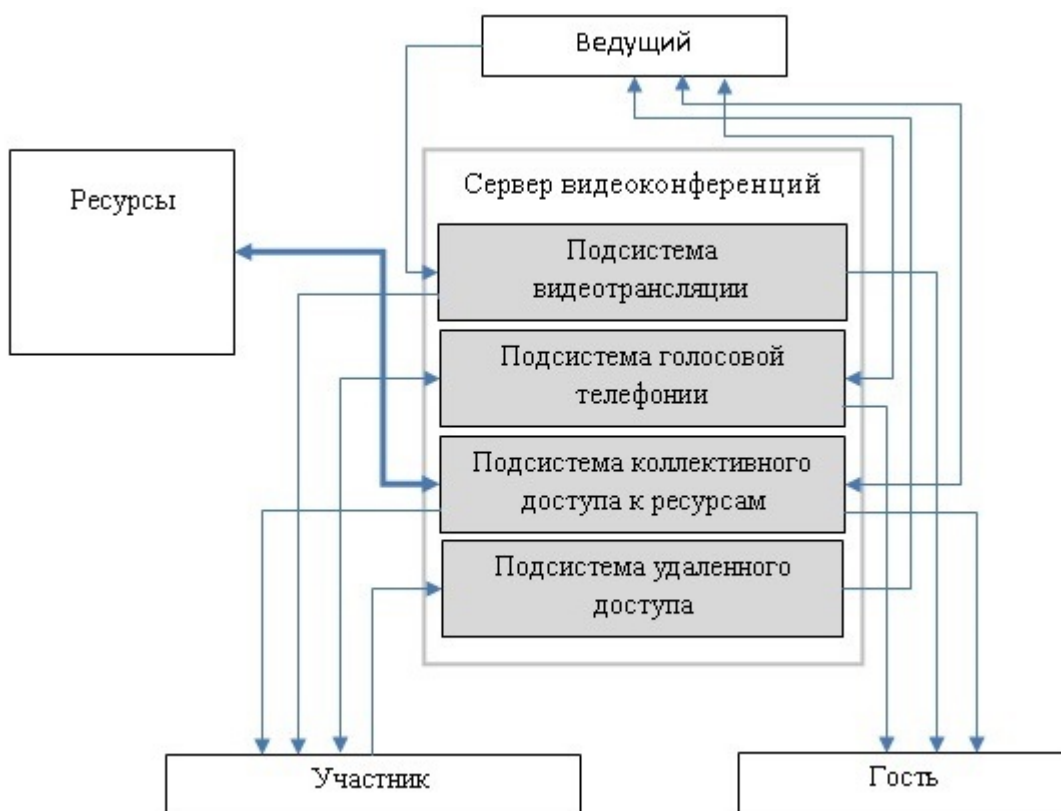 Ведущий
Ресурсы
Сервер видеоконференций
Подсистема
видеотрансляции
Подсистема голосовой
телефонии
Подсистема коллективного
доступа к ресурсам
Подсистема удаленного
доступа
Участник
Гость